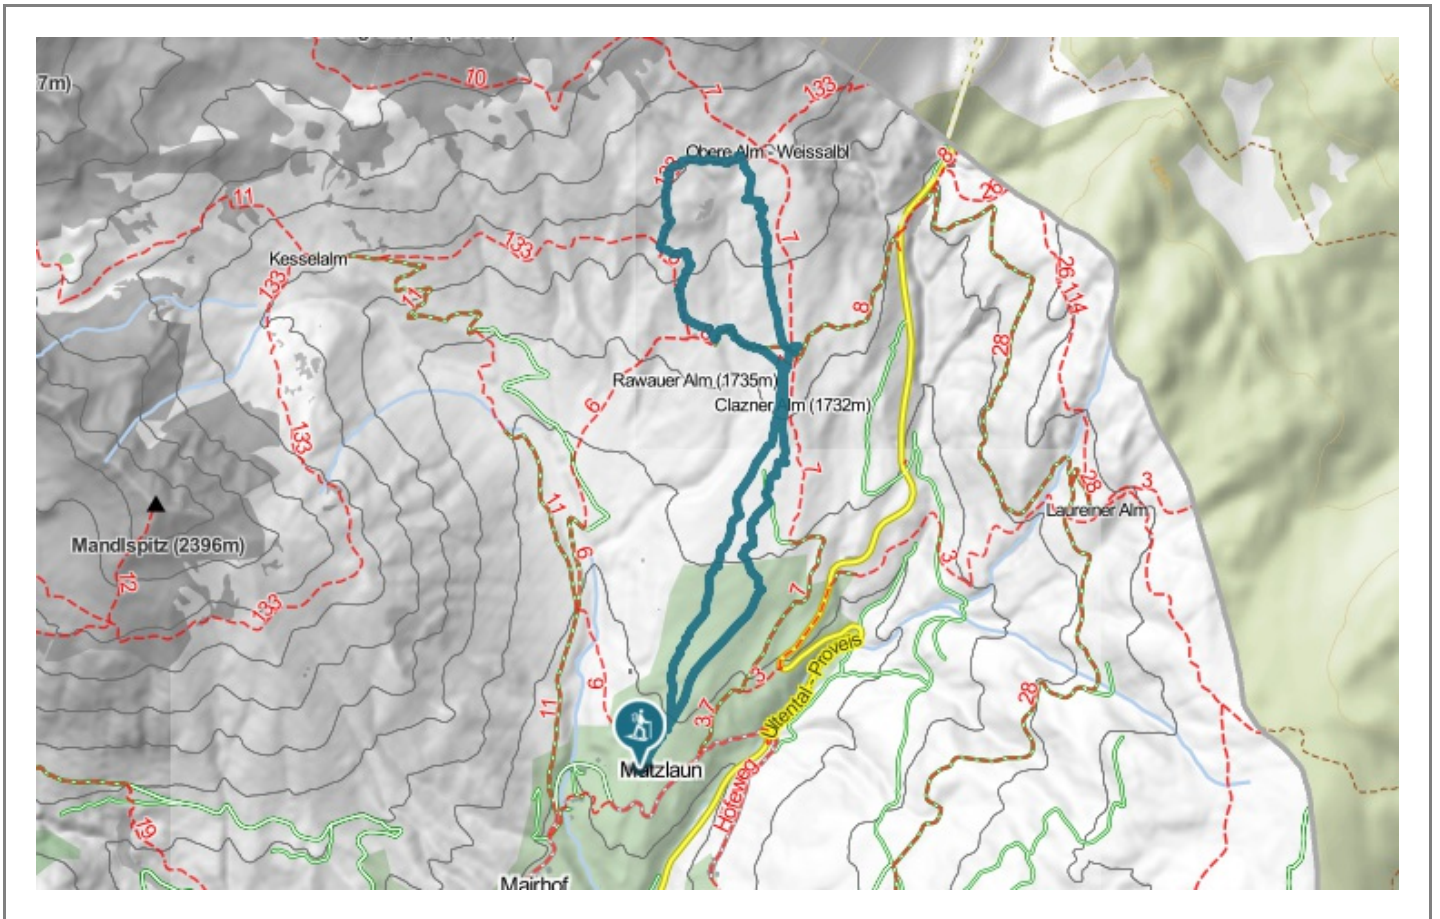 7m)
10
7
133
8
133
Obere Alm - Weissalbl
26
11
133
7
Kesselalm
133
26,114
11
8
28
Rawauer Alm (1735m)
6
Clazner Alm (1732m)
133
7
28
3
11
Laureiner Alm
Mandlspitz (2396m)
6
3
12
7
133
Ultental - Proveis
3
6
28
11
3,7
Matzlaun
Höfeweg
19
Mairhof